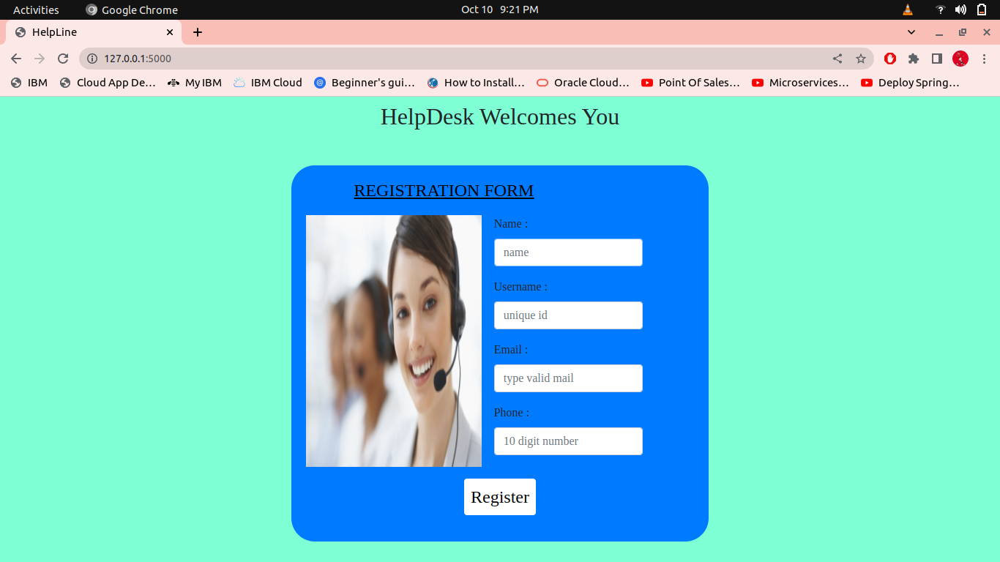 Activities Google Chrome Oct 10 9:21 PM
HelpLine
127.0.0.1:5000
IBM Cloud App De… My IBM IBM Cloud Beginner's gui… How to Install… Oracle Cloud… Point Of Sales… Microservices… Deploy Spring…
HelpDesk Welcomes You
REGISTRATION FORM
Name :
name
Username :
unique id
Email :
type valid mail
Phone :
10 digit number
Register